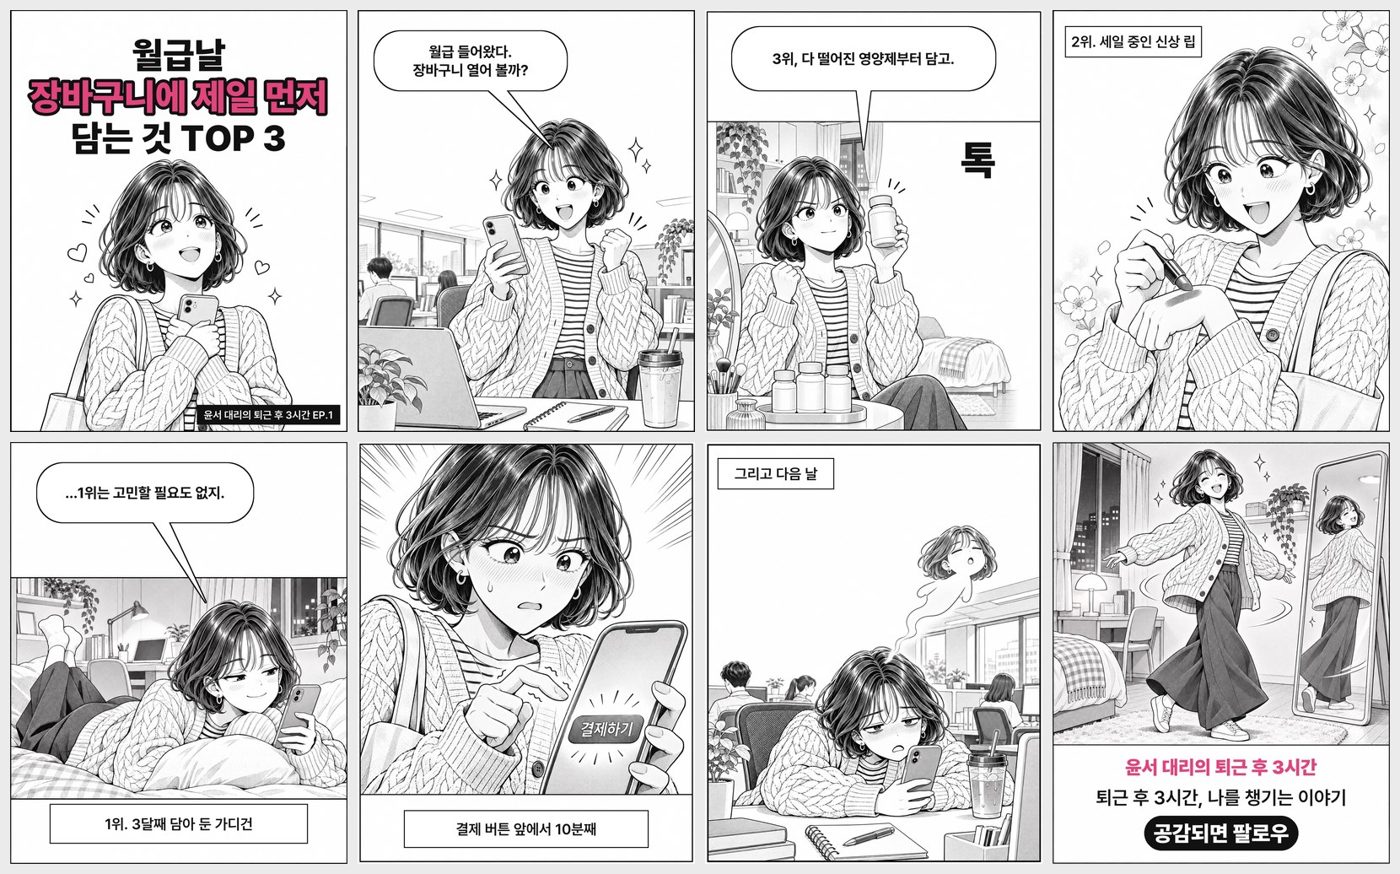 월급날
장바구니에 제일 먼저
담는 것 TOP 3
윤서 대리의 퇴근 후 3시간 EP.1
월급 들어왔다.
장바구니 열어 볼까?
3위, 다 떨어진 영양제부터 담고.
톡
2위. 세일 중인 신상 립
...1위는 고민할 필요도 없지.
1위. 3달째 담아 둔 가디건
결제하기
결제 버튼 앞에서 10분째
그리고 다음 날
윤서 대리의 퇴근 후 3시간
퇴근 후 3시간, 나를 챙기는 이야기
공감되면 팔로우